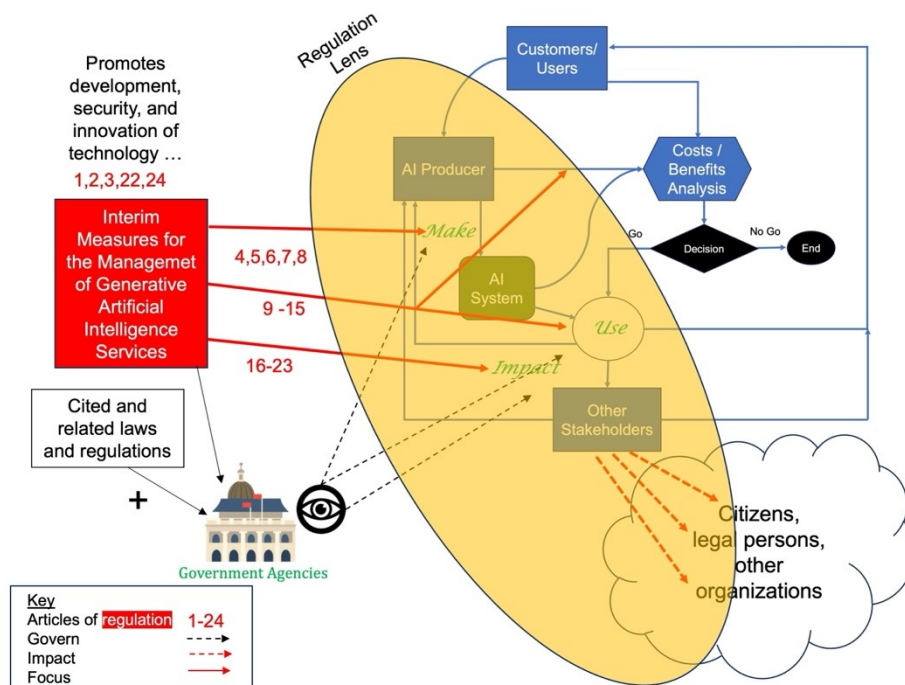 Regulation
Lens
Customers/
Users
Promotes
development,
security, and
innovation of
technology ...
1,2,3,22,24
AI Producer
Costs /
Benefits
Analysis
Interim
Measures for
the Managemet
of Generative
Artificial
Intelligence
Services
Make
4,5,6,7,8
Go
Decision
No Go
End
AI
System
9 -15
Use
16-23
Impact
Cited and
related laws
and regulations
Other
Stakeholders
+
Government Agencies
Citizens,
legal persons,
other
organizations
Key
Articles of regulation 1-24
Govern
Impact
Focus